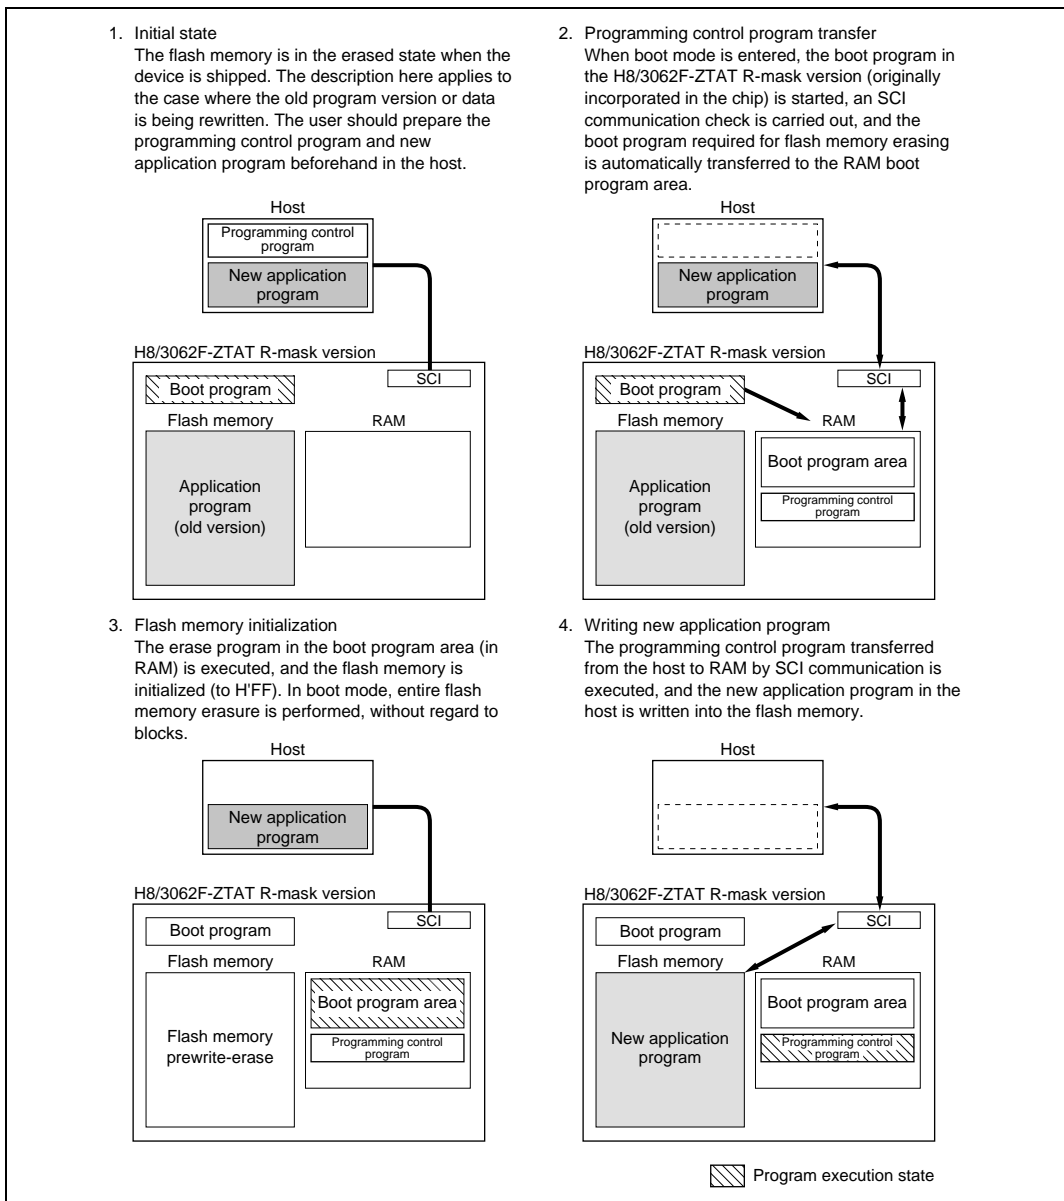 1. Initial state
The flash memory is in the erased state when the
device is shipped. The description here applies to
the case where the old program version or data
is being rewritten. The user should prepare the
programming control program and new
application program beforehand in the host.
Host
Programming control
program
New application
program
H8/3062F-ZTAT R-mask version
SCI
Boot program
Flash memory
RAM
Application
program
(old version)
2. Programming control program transfer
When boot mode is entered, the boot program in
the H8/3062F-ZTAT R-mask version (originally
incorporated in the chip) is started, an SCI
communication check is carried out, and the
boot program required for flash memory erasing
is automatically transferred to the RAM boot
program area.
Host
New application
program
H8/3062F-ZTAT R-mask version
SCI
Boot program
Flash memory
RAM
Boot program area
Programming control
program
Application
program
(old version)
3. Flash memory initialization
The erase program in the boot program area (in
RAM) is executed, and the flash memory is
initialized (to H'FF). In boot mode, entire flash
memory erasure is performed, without regard to
blocks.
Host
New application
program
H8/3062F-ZTAT R-mask version
SCI
Boot program
Flash memory
RAM
Boot program area
Programming control
program
Flash memory
prewrite-erase
4. Writing new application program
The programming control program transferred
from the host to RAM by SCI communication is
executed, and the new application program in the
host is written into the flash memory.
Host
H8/3062F-ZTAT R-mask version
SCI
Boot program
Flash memory
RAM
Boot program area
Programming control
program
New application
program
Program execution state